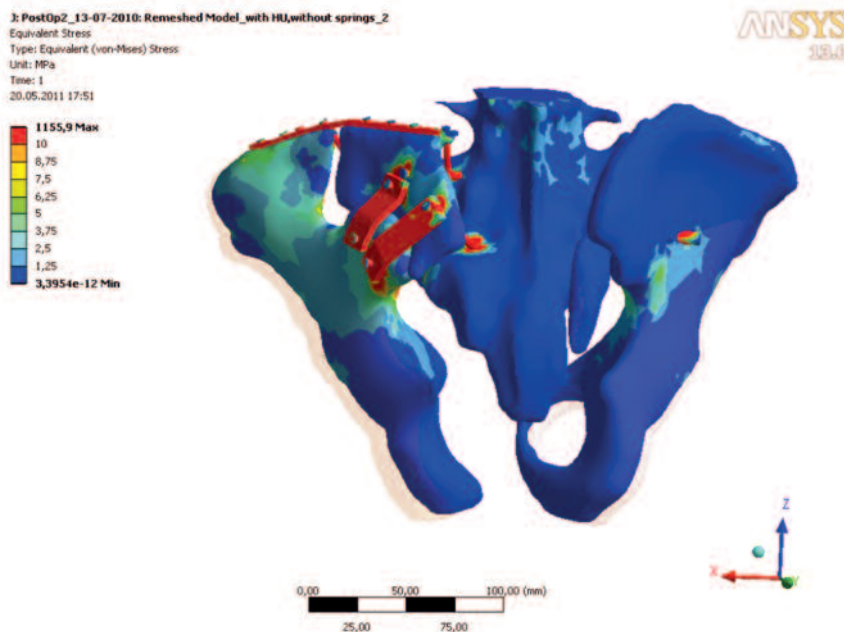 J: PostOp2_13-07-2010: Remeshed Model_with HU,without springs_2
Equivalent Stress
Type: Equivalent (von-Mises) Stress
Unit: MPa
Time: 1
20.05.2011 17:51
ANSYS
1155,9 Max
10
8,75
7,5
6,25
5
3,75
2,5
1,25
3,3954e-12 Min
Z
X
Y
0,00 50,00 100,00 (mm)
25,00 75,00